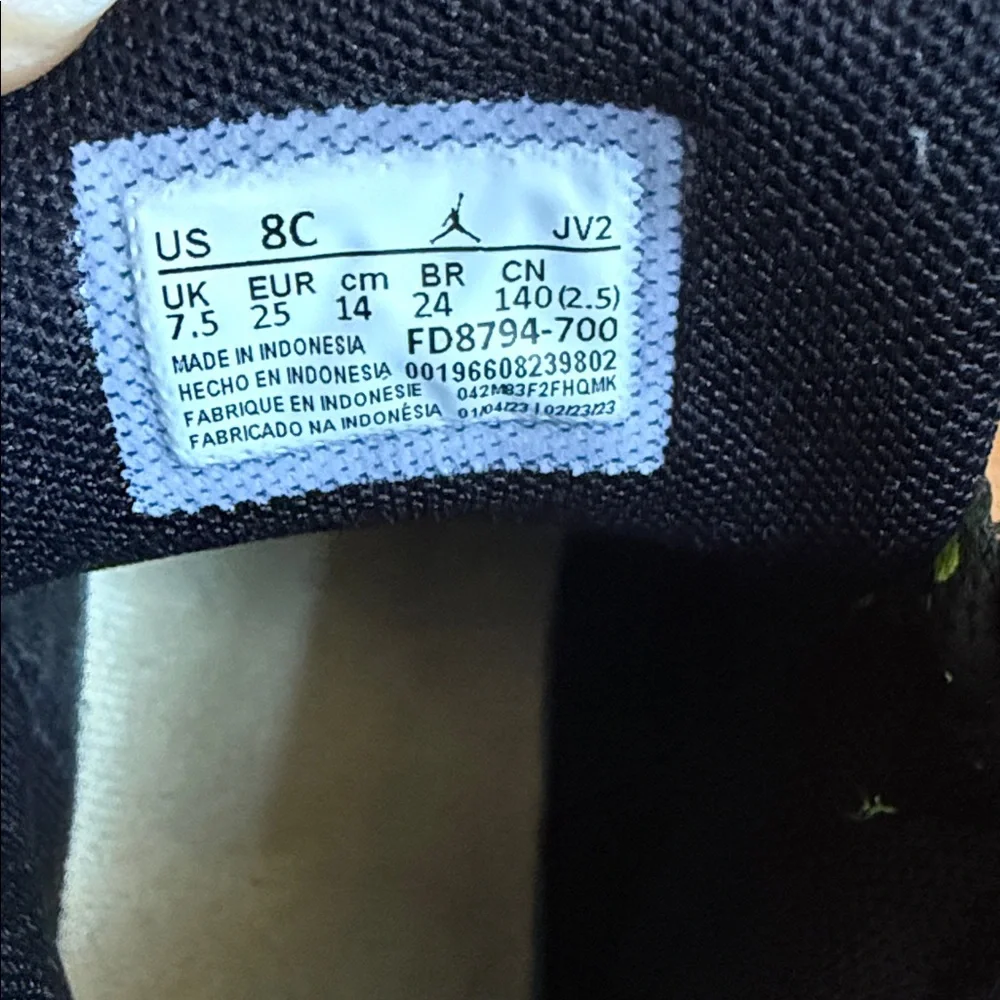 US 8C JV2
UK EUR cm BR CN
7.5 25 14 24 140(2.5)
MADE IN INDONESIA FD8794-700
HECHO EN INDONESIA 00196608239802
FABRIQUE EN INDONESIE 042MB3F2FHQMK
FABRICADO NA INDONÉSIA 01/04/23 | 02/23/23